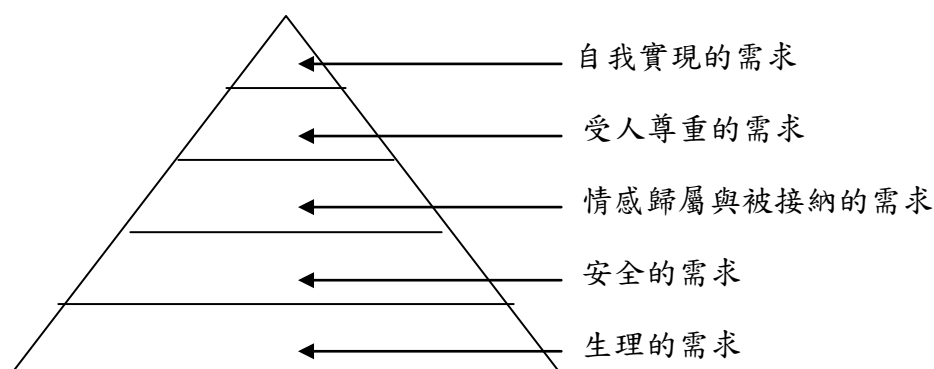 自我實現的需求
受人尊重的需求
情感歸屬與被接納的需求
安全的需求
生理的需求